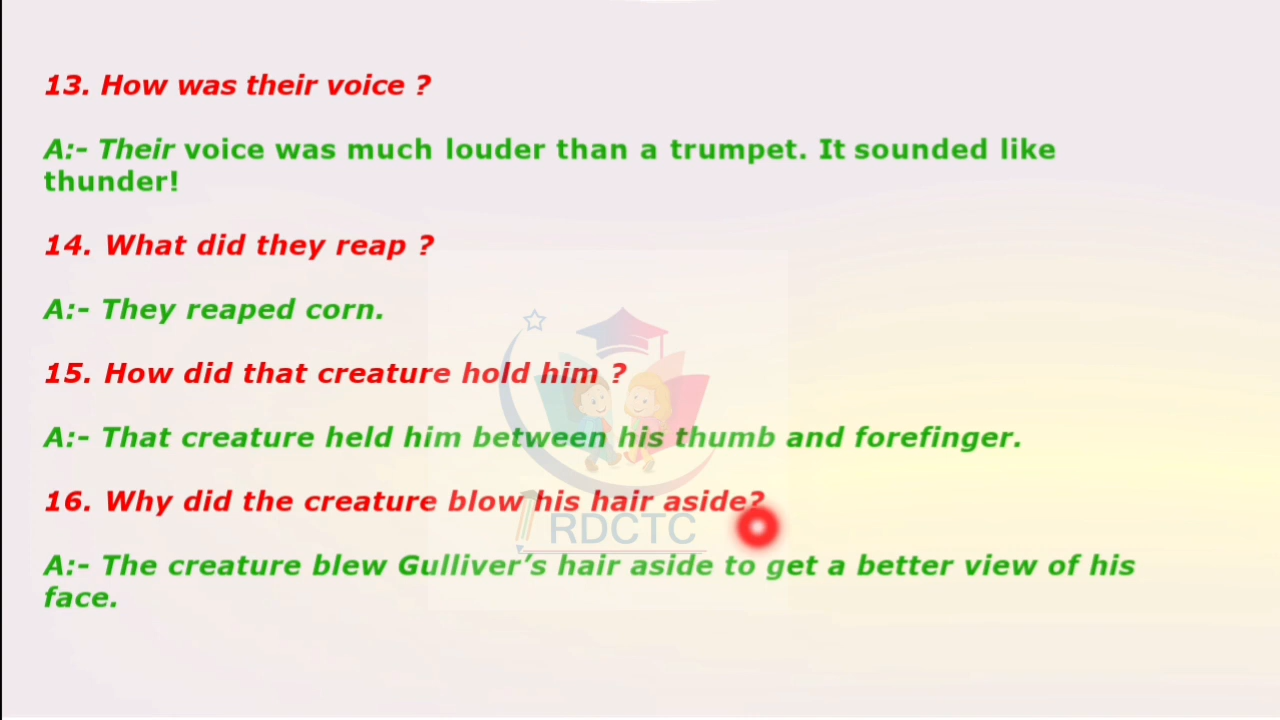 13. How was their voice ?
A:- Their voice was much louder than a trumpet. It sounded like
thunder!
14. What did they reap ?
A:- They reaped corn.
15. How did that creature hold him ?
A:- That creature held him between his thumb and forefinger.
16. Why did the creature blow his hair aside?
RDCTC
A:- The creature blew Gulliver’s hair aside to get a better view of his
face.